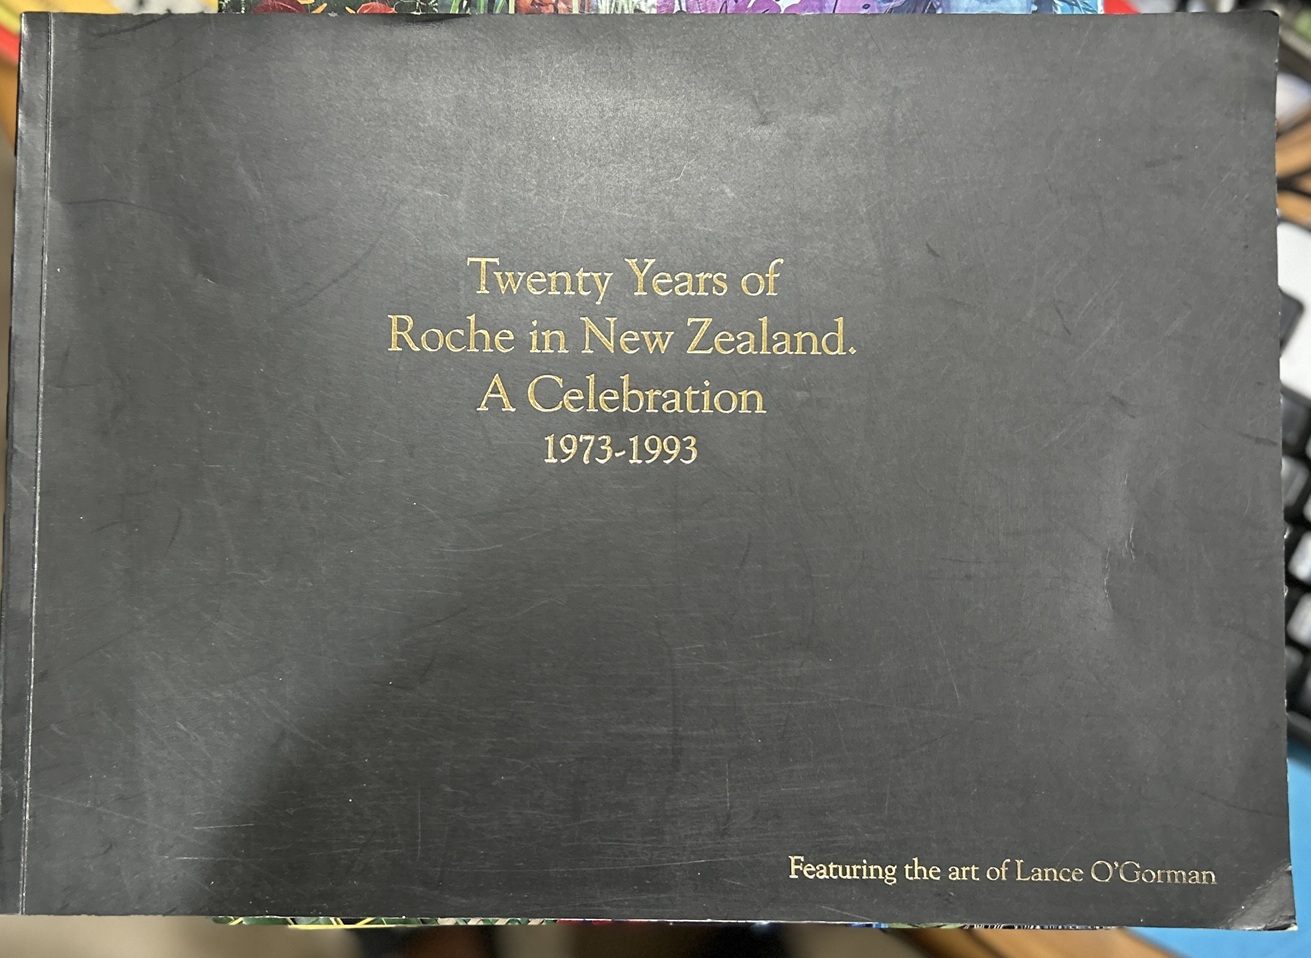 Twenty Years of
Roche in New Zealand.
A Celebration
1973-1993
Featuring the art of Lance O'Gorman